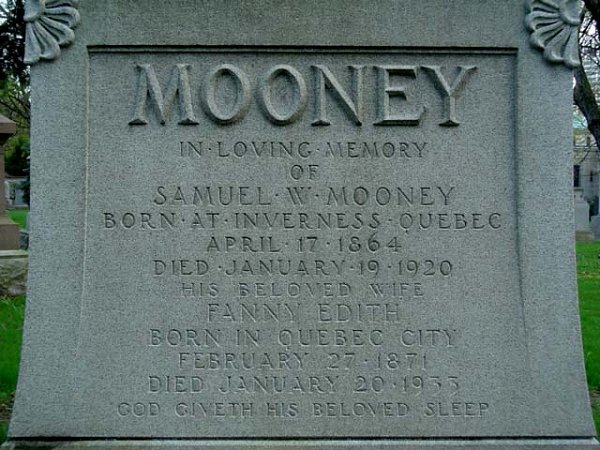 MOONEY
IN·LOVING·MEMORY
OF
SAMUEL·W·MOONEY
BORN·AT·INVERNESS·QUEBEC
APRIL·17·1864
DIED·JANUARY·19·1920
HIS BELOVED WIFE
FANNY EDITH
BORN IN QUEBEC CITY
FEBRUARY 27·1871
DIED JANUARY 20·1933
GOD GIVETH HIS BELOVED SLEEP